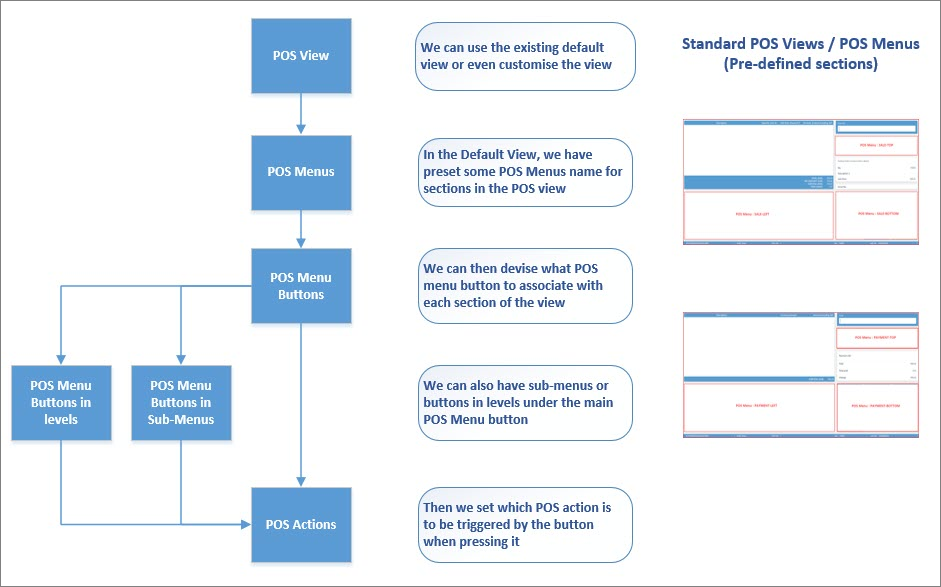 POS View
We can use the existing default
view or even customise the view
Standard POS Views / POS Menus
(Pre-defined sections)
POS Menus
In the Default View, we have
preset some POS Menus name for
sections in the POS view
POS Menu - SALE TOP
POS Menu - SALE LEFT
POS Menu - SALE BOTTOM
POS Menu
Buttons
We can then devise what POS
menu button to associate with
each section of the view
POS Menu - PAYMENT TOP
POS Menu - PAYMENT LEFT
POS Menu - PAYMENT BOTTOM
POS Menu
Buttons in
levels
POS Menu
Buttons in
Sub-Menus
We can also have sub-menus or
buttons in levels under the main
POS Menu button
POS Actions
Then we set which POS action is
to be triggered by the button
when pressing it